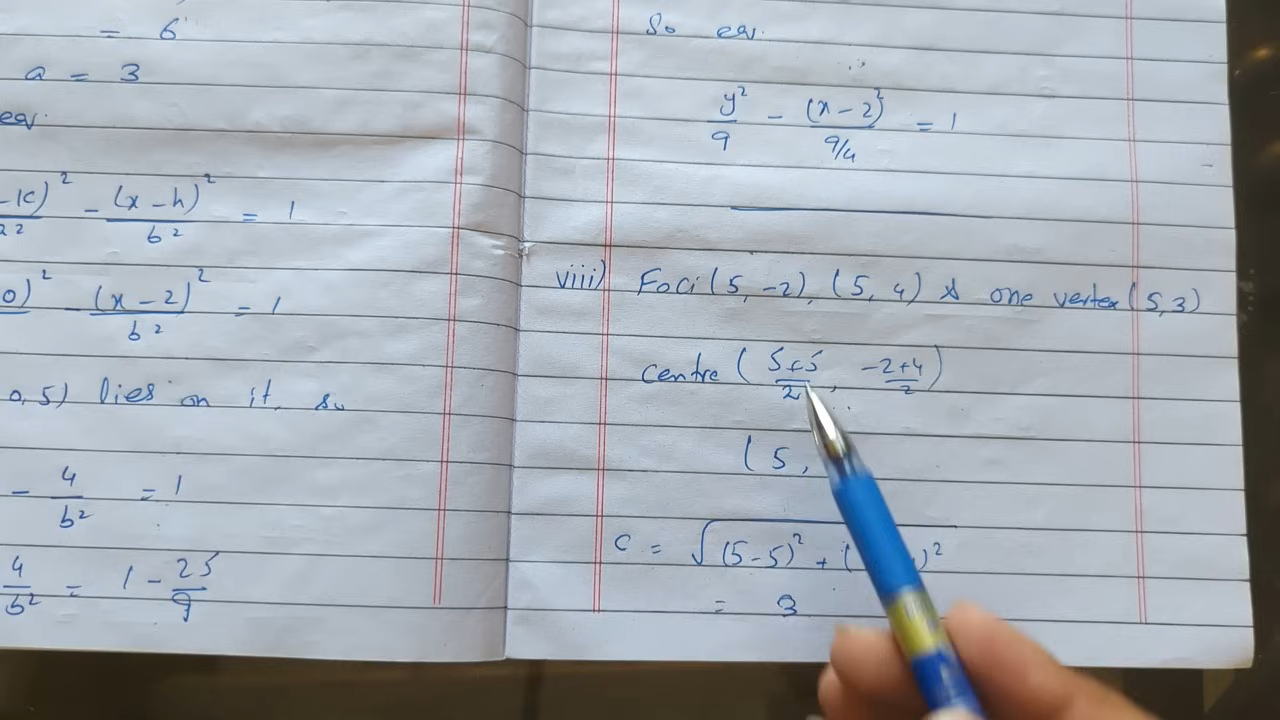 = 6
a = 3
eq.
-k)² - (x-h)²/b² = 1
0)² - (x-2)²/b² = 1
0,5) lies on it, so
- 4/b² = 1
4/b² = 1 - 25/9
So eq.
y²/9 - (x-2)²/9/4 = 1
viii) Foci (5,-2), (5,4) & one vertex (5,3)
Centre (5+5/2, -2+4/2)
(5,
c = √(5-5)² + ( )²
= 3